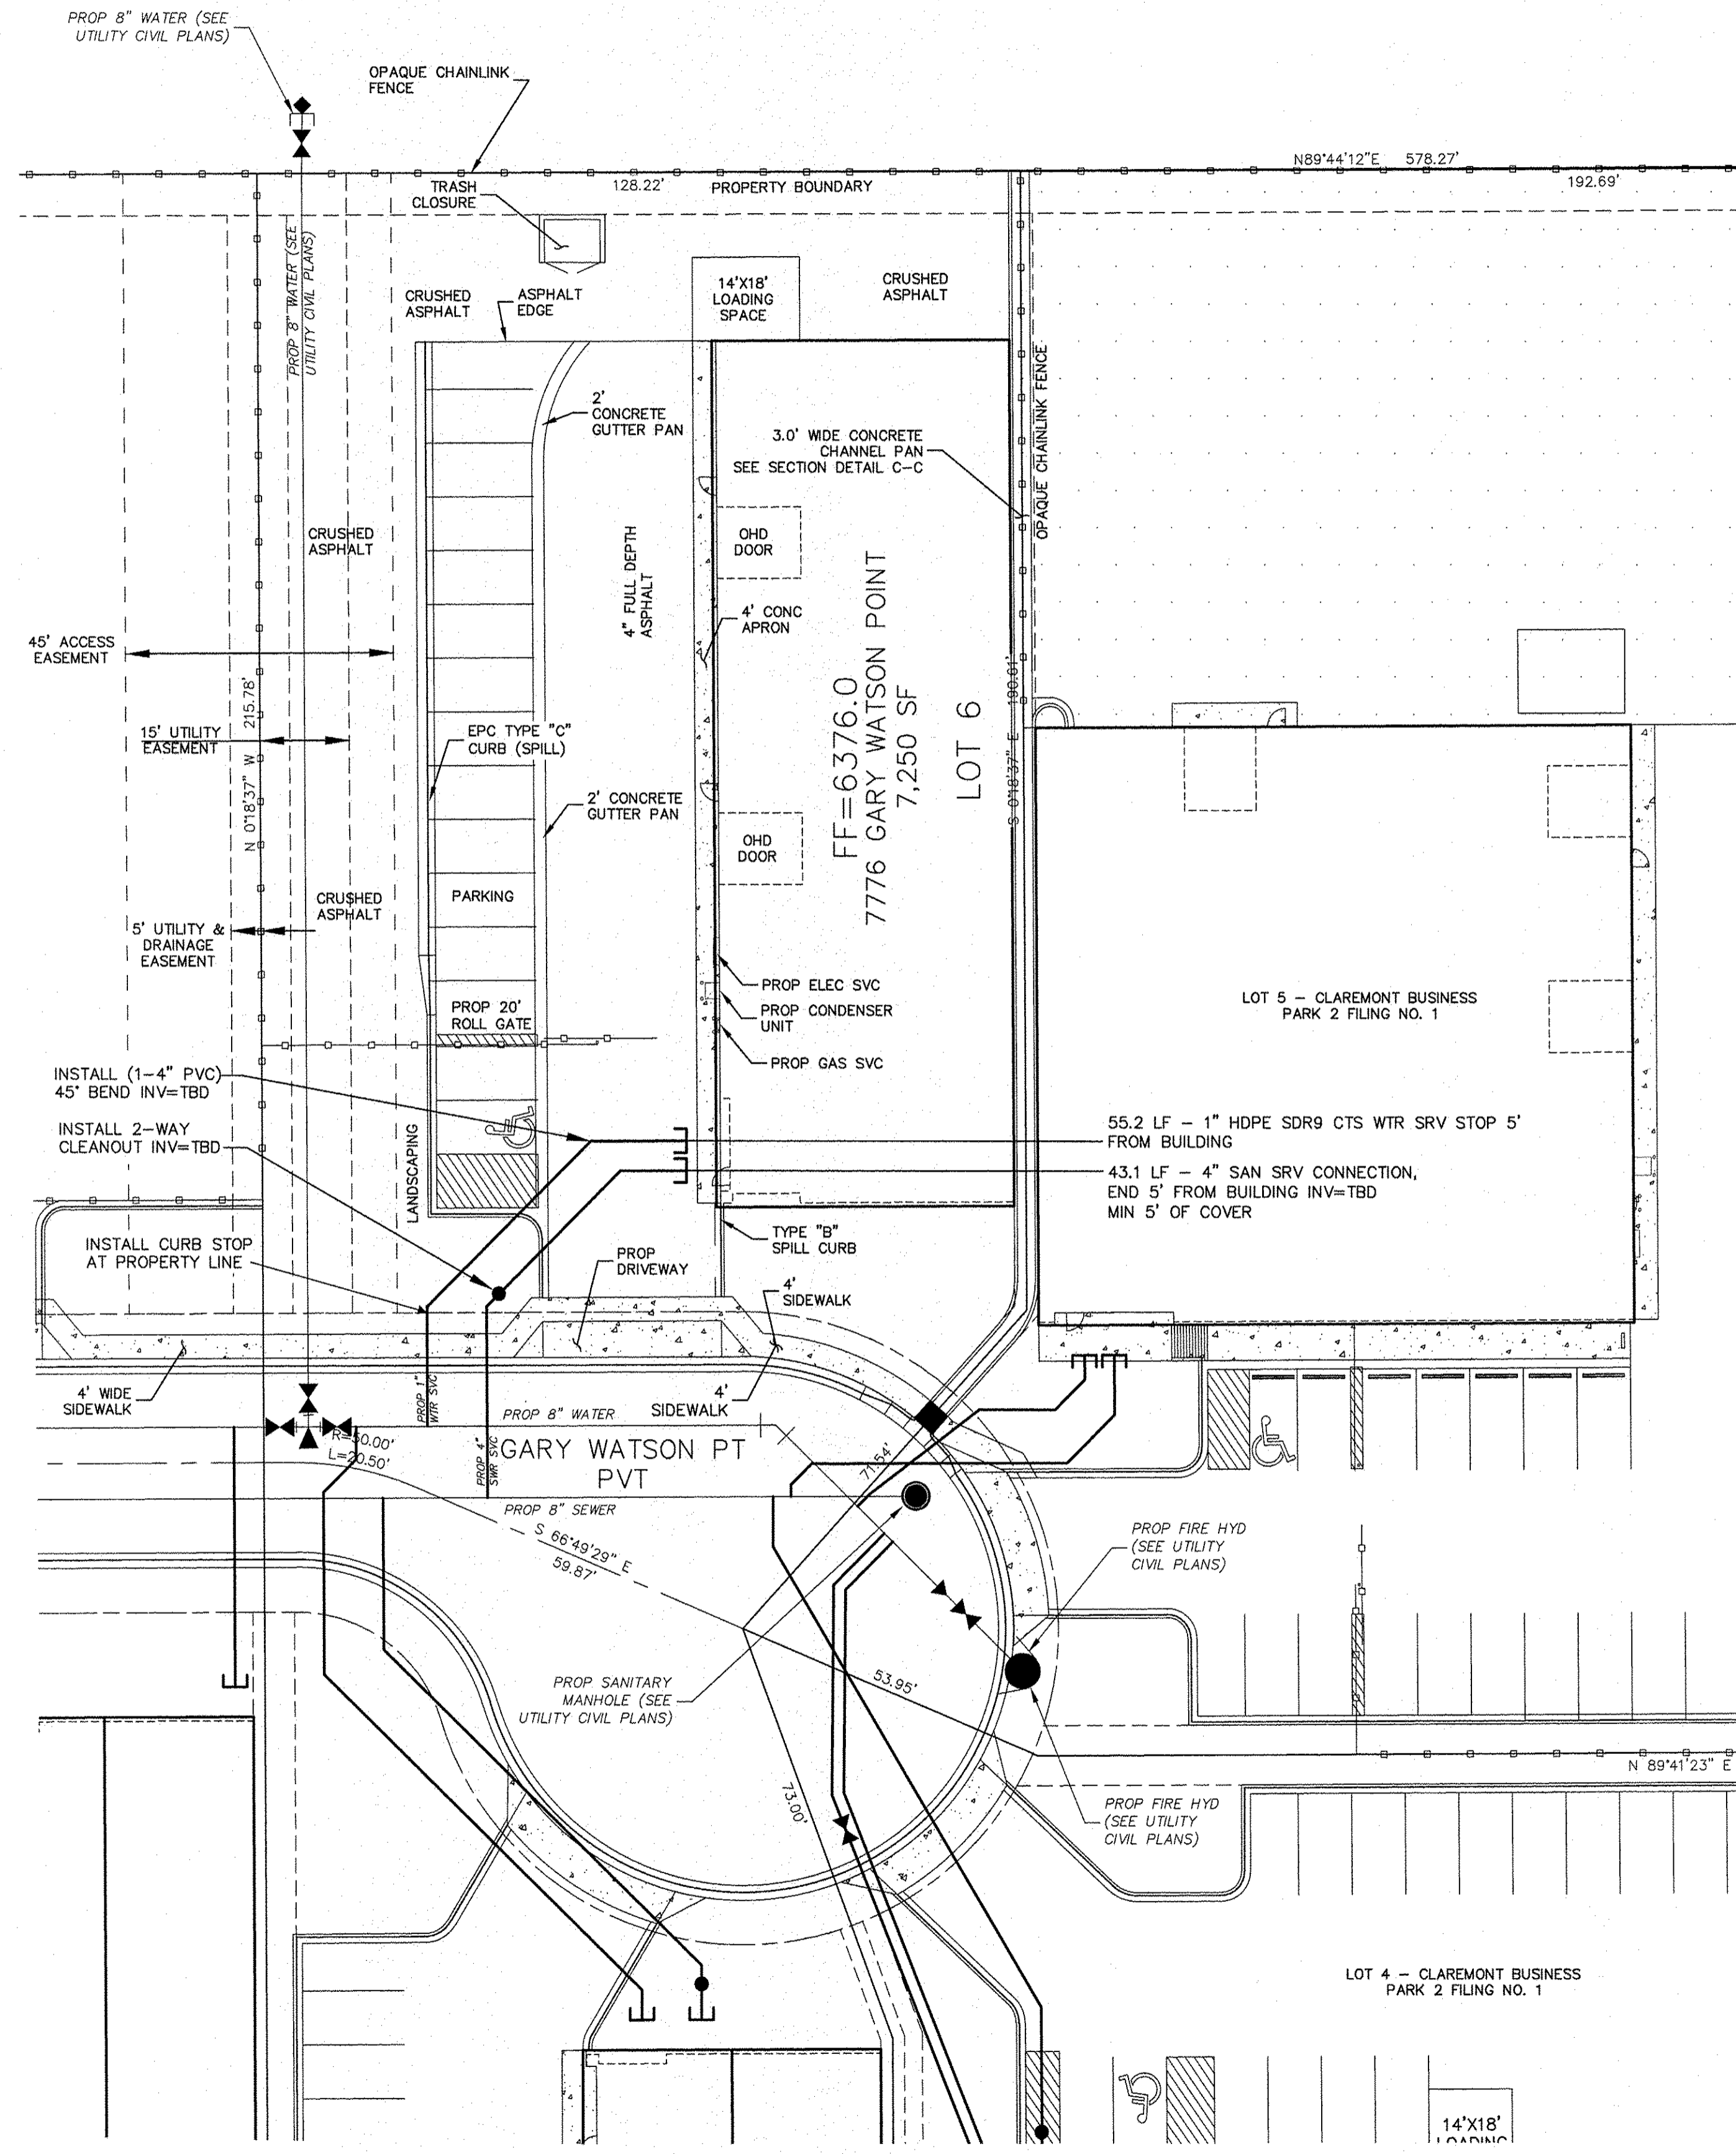 PROP 8" WATER (SEE
UTILITY CIVIL PLANS)
OPAQUE CHAINLINK
FENCE
N89°44'12"E 578.27'
192.69'
TRASH
CLOSURE
128.22'
PROPERTY BOUNDARY
PROP 8" WATER (SEE
UTILITY CIVIL PLANS)
CRUSHED
ASPHALT
ASPHALT
EDGE
14'X18'
LOADING
SPACE
CRUSHED
ASPHALT
2'
CONCRETE
GUTTER PAN
3.0' WIDE CONCRETE
CHANNEL PAN
SEE SECTION DETAIL C-C
OPAQUE CHAINLINK FENCE
CRUSHED
ASPHALT
4" FULL DEPTH
ASPHALT
OHD
DOOR
4' CONC
APRON
45' ACCESS
EASEMENT
FF=6376.0
7776 GARY WATSON POINT
7,250 SF
LOT 6
N 0°18'37" W 215.78'
S 0°18'37" E 190.61'
15' UTILITY
EASEMENT
EPC TYPE "C"
CURB (SPILL)
2' CONCRETE
GUTTER PAN
OHD
DOOR
PARKING
CRUSHED
ASPHALT
5' UTILITY &
DRAINAGE
EASEMENT
PROP ELEC SVC
PROP CONDENSER
UNIT
PROP GAS SVC
PROP 20'
ROLL GATE
LOT 5 - CLAREMONT BUSINESS
PARK 2 FILING NO. 1
INSTALL (1-4" PVC)
45° BEND INV=TBD
INSTALL 2-WAY
CLEANOUT INV=TBD
LANDSCAPING
55.2 LF - 1" HDPE SDR9 CTS WTR SRV STOP 5'
FROM BUILDING
43.1 LF - 4" SAN SRV CONNECTION,
END 5' FROM BUILDING INV=TBD
MIN 5' OF COVER
INSTALL CURB STOP
AT PROPERTY LINE
PROP
DRIVEWAY
TYPE "B"
SPILL CURB
4'
SIDEWALK
4' WIDE
SIDEWALK
PROP 1"
WTR SVC
PROP 4"
SWR SVC
PROP 8" WATER
4'
SIDEWALK
R=50.00'
L=20.50'
GARY WATSON PT
PVT
71.54'
PROP 8" SEWER
S 66°49'29" E
59.87'
PROP FIRE HYD
(SEE UTILITY
CIVIL PLANS)
PROP SANITARY
MANHOLE (SEE
UTILITY CIVIL PLANS)
53.95'
N 89°41'23" E
73.00'
PROP FIRE HYD
(SEE UTILITY
CIVIL PLANS)
LOT 4 - CLAREMONT BUSINESS
PARK 2 FILING NO. 1
14'X18'
LOADING